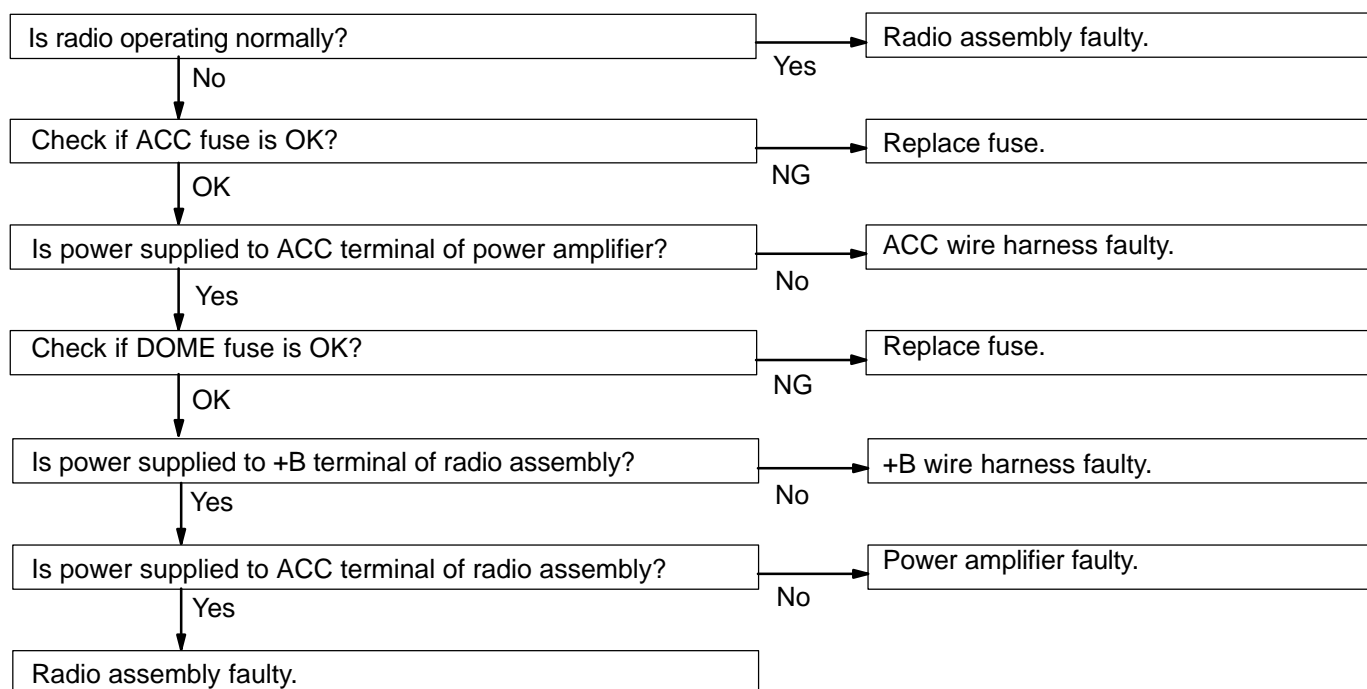 Is radio operating normally?
Yes
Radio assembly faulty.
No
Check if ACC fuse is OK?
NG
Replace fuse.
OK
Is power supplied to ACC terminal of power amplifier?
No
ACC wire harness faulty.
Yes
Check if DOME fuse is OK?
NG
Replace fuse.
OK
Is power supplied to +B terminal of radio assembly?
No
+B wire harness faulty.
Yes
Is power supplied to ACC terminal of radio assembly?
No
Power amplifier faulty.
Yes
Radio assembly faulty.